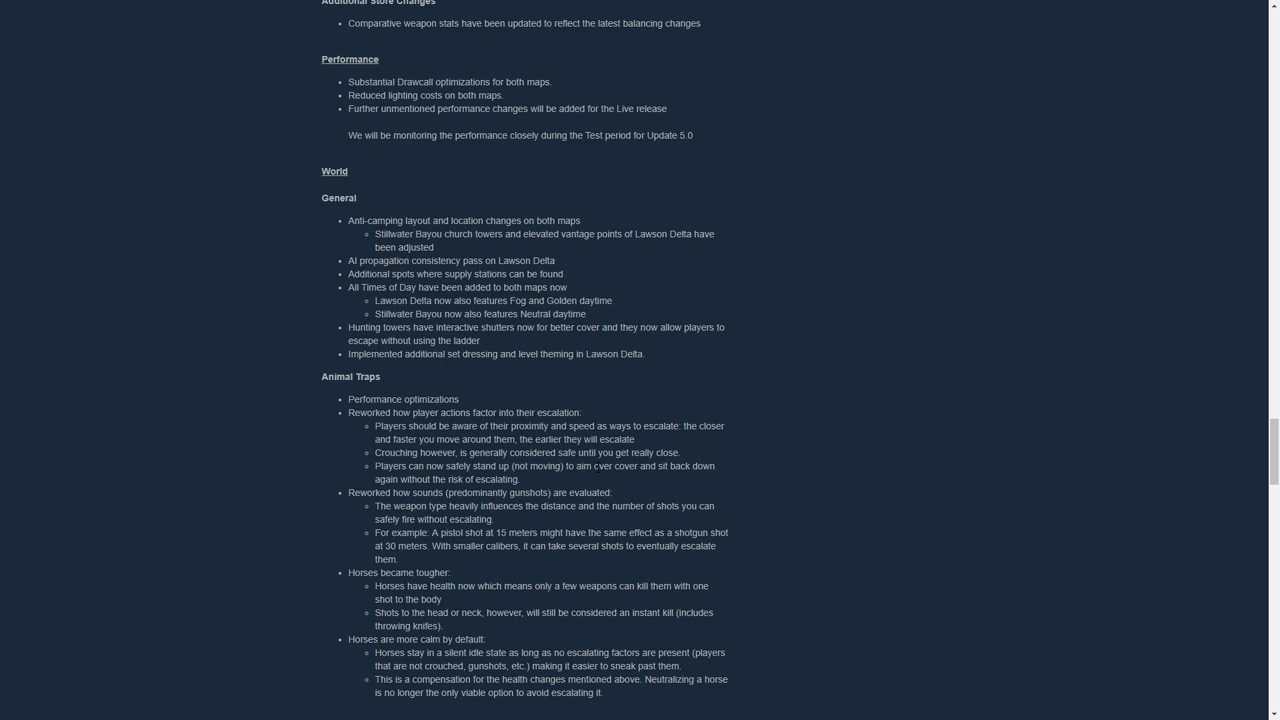 Additional Store Changes
Comparative weapon stats have been updated to reflect the latest balancing changes
Performance
Substantial Drawcall optimizations for both maps.
Reduced lighting costs on both maps.
Further unmentioned performance changes will be added for the Live release
We will be monitoring the performance closely during the Test period for Update 5.0
World
General
Anti-camping layout and location changes on both maps
Stillwater Bayou church towers and elevated vantage points of Lawson Delta have
been adjusted
AI propagation consistency pass on Lawson Delta
Additional spots where supply stations can be found
All Times of Day have been added to both maps now
Lawson Delta now also features Fog and Golden daytime
Stillwater Bayou now also features Neutral daytime
Hunting towers have interactive shutters now for better cover and they now allow players to
escape without using the ladder
Implemented additional set dressing and level theming in Lawson Delta.
Animal Traps
Performance optimizations
Reworked how player actions factor into their escalation:
Players should be aware of their proximity and speed as ways to escalate: the closer
and faster you move around them, the earlier they will escalate
Crouching however, is generally considered safe until you get really close.
Players can now safely stand up (not moving) to aim over cover and sit back down
again without the risk of escalating.
Reworked how sounds (predominantly gunshots) are evaluated:
The weapon type heavily influences the distance and the number of shots you can
safely fire without escalating.
For example: A pistol shot at 15 meters might have the same effect as a shotgun shot
at 30 meters. With smaller calibers, it can take several shots to eventually escalate
them.
Horses became tougher:
Horses have health now which means only a few weapons can kill them with one
shot to the body
Shots to the head or neck, however, will still be considered an instant kill (includes
throwing knifes).
Horses are more calm by default:
Horses stay in a silent idle state as long as no escalating factors are present (players
that are not crouched, gunshots, etc.) making it easier to sneak past them.
This is a compensation for the health changes mentioned above. Neutralizing a horse
is no longer the only viable option to avoid escalating it.